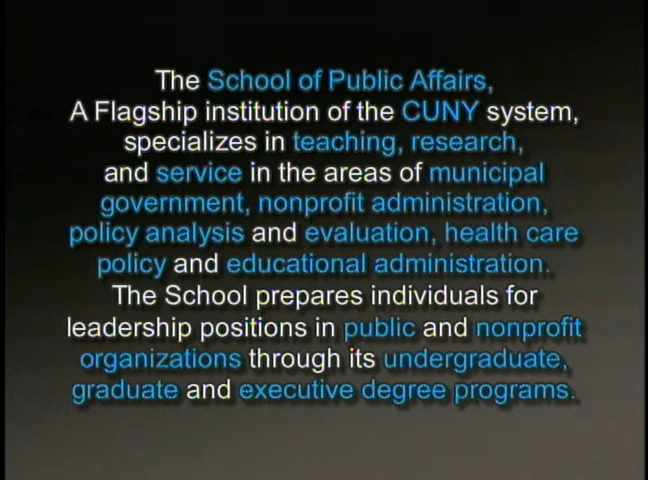 The School of Public Affairs,
A Flagship institution of the CUNY system,
specializes in teaching, research,
and service in the areas of municipal
government, nonprofit administration,
policy analysis and evaluation, health care
policy and educational administration.
The School prepares individuals for
leadership positions in public and nonprofit
organizations through its undergraduate,
graduate and executive degree programs.